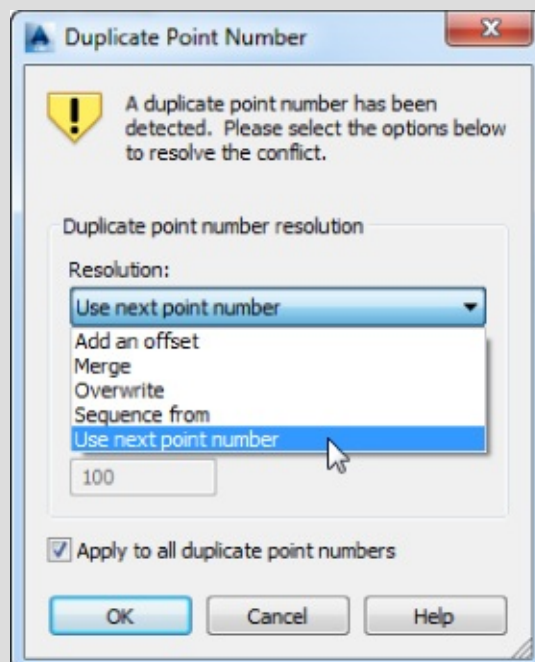 Duplicate Point Number
A duplicate point number has been
detected. Please select the options below
to resolve the conflict.
Duplicate point number resolution
Resolution:
Use next point number
Add an offset
Merge
Overwrite
Sequence from
Use next point number
100
Apply to all duplicate point numbers
OK
Cancel
Help